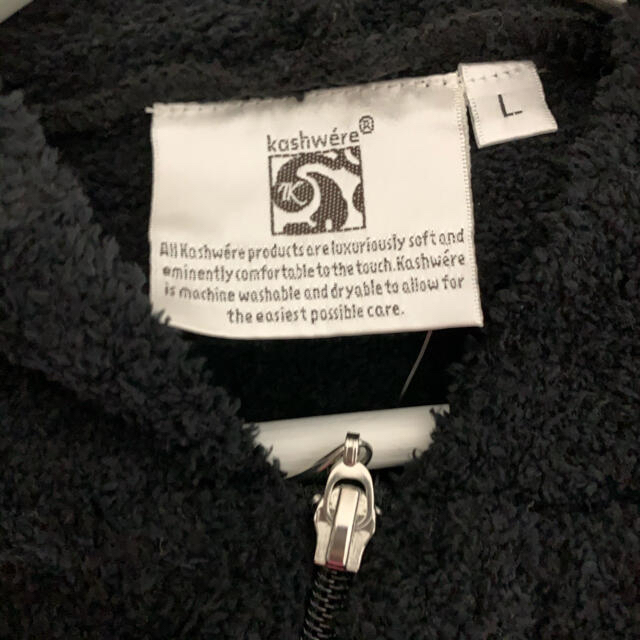 kashwére®
K
L
All Kashwére products are luxuriously soft and
eminently comfortable to the touch. Kashwére
is machine washable and dryable to allow for
the easiest possible care.